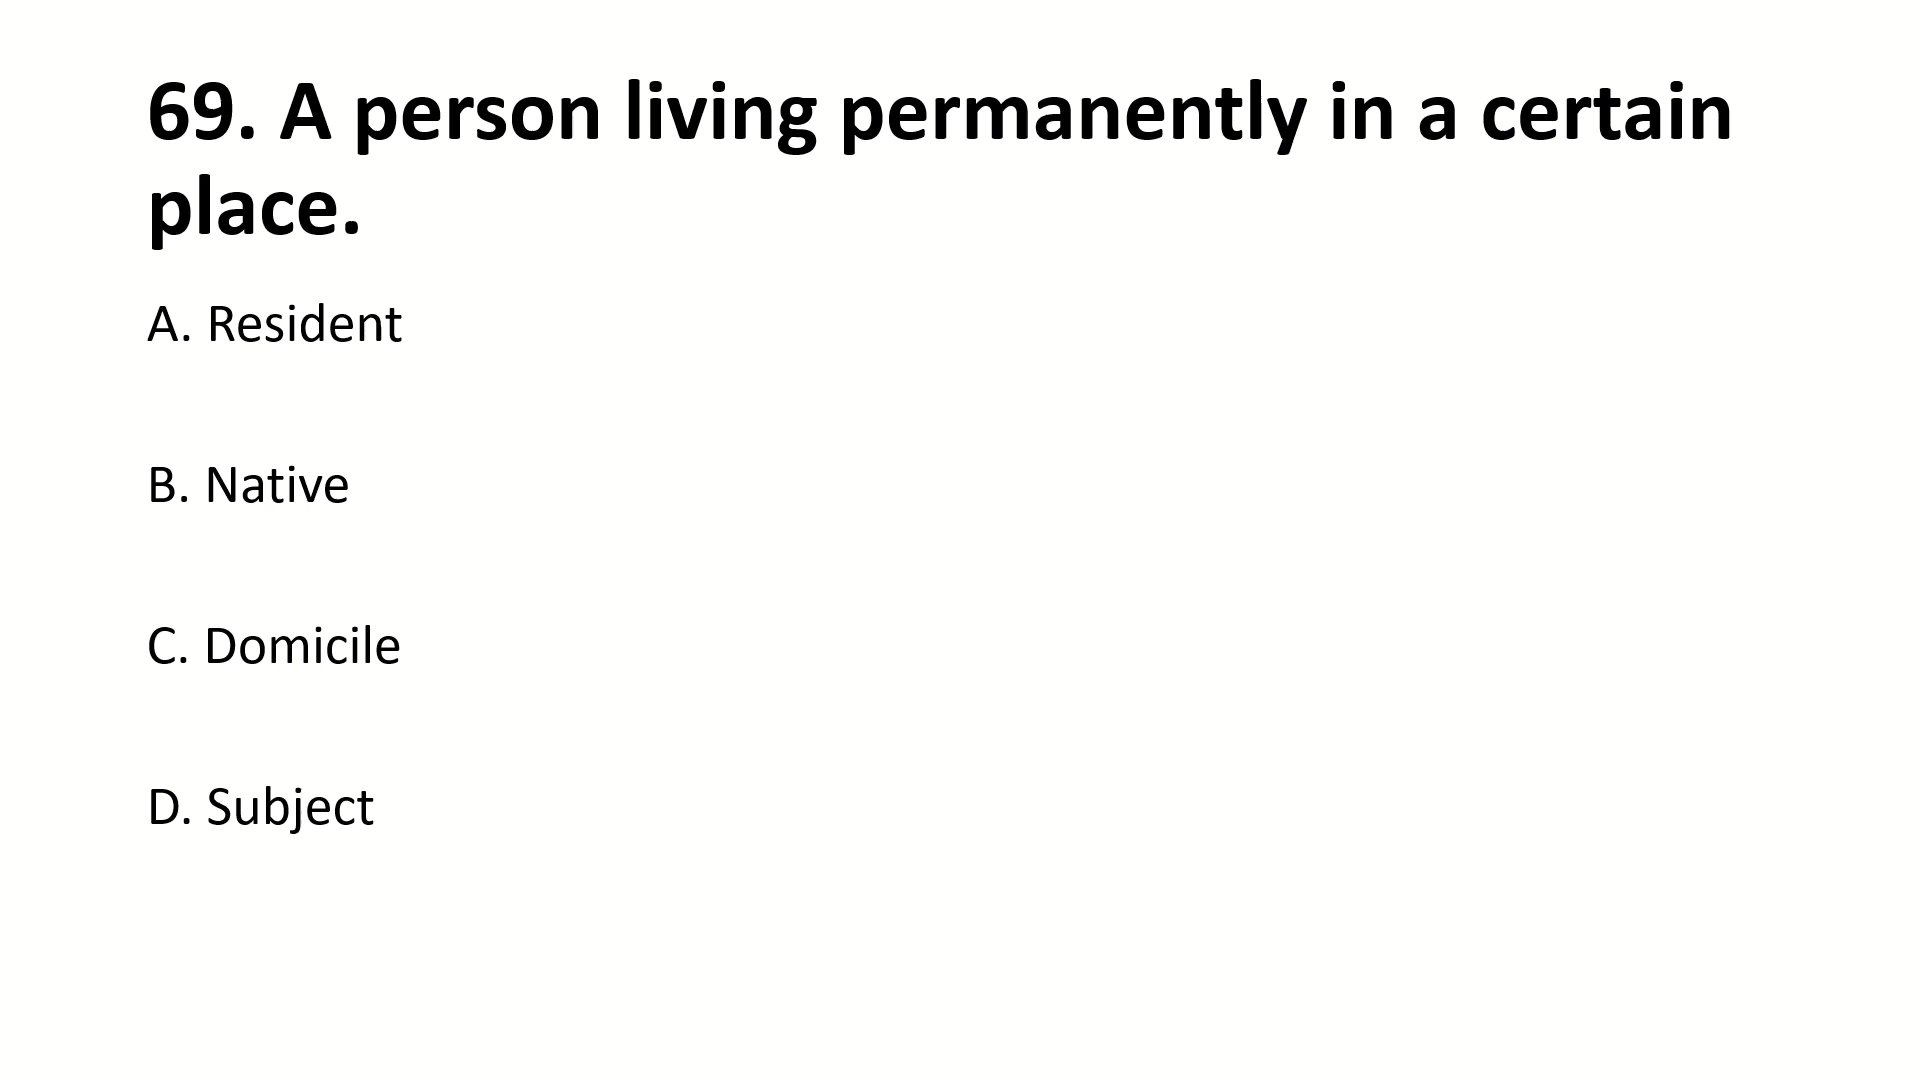 69. A person living permanently in a certain
place.
A. Resident
B. Native
C. Domicile
D. Subject